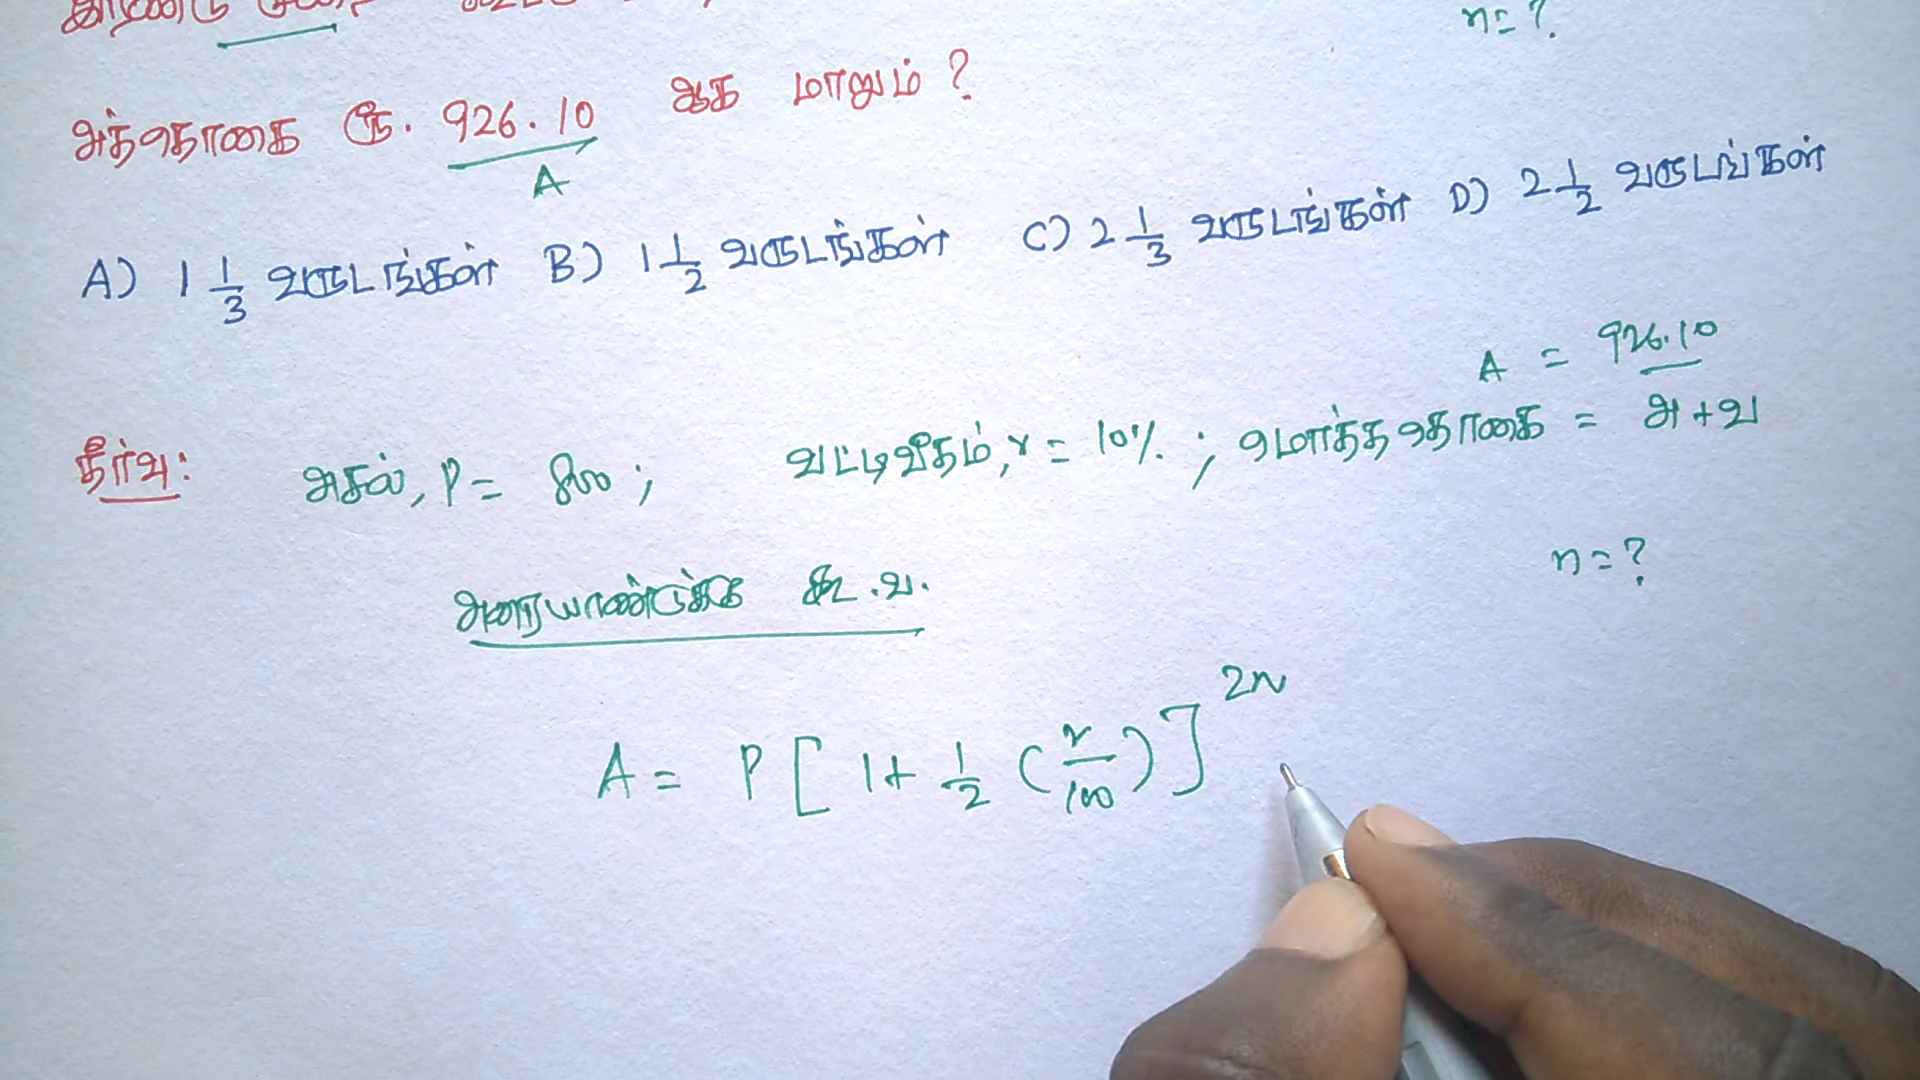 n = ?
அத்தொகை ரூ. 926.10 ஆக மாறும் ?
A
A) 1 1/3 வருடங்கள் B) 1 1/2 வருடங்கள் C) 2 1/3 வருடங்கள் D) 2 1/2 வருடங்கள்
A = 926.10
தீர்வு: அசல், P = 800 ; வட்டிவீதம், r = 10% ; மொத்த தொகை = அ + வ
n = ?
அரையாண்டுக்கு கூ.வ.
A = P [ 1 + 1/2 ( r/100 ) ]^2n